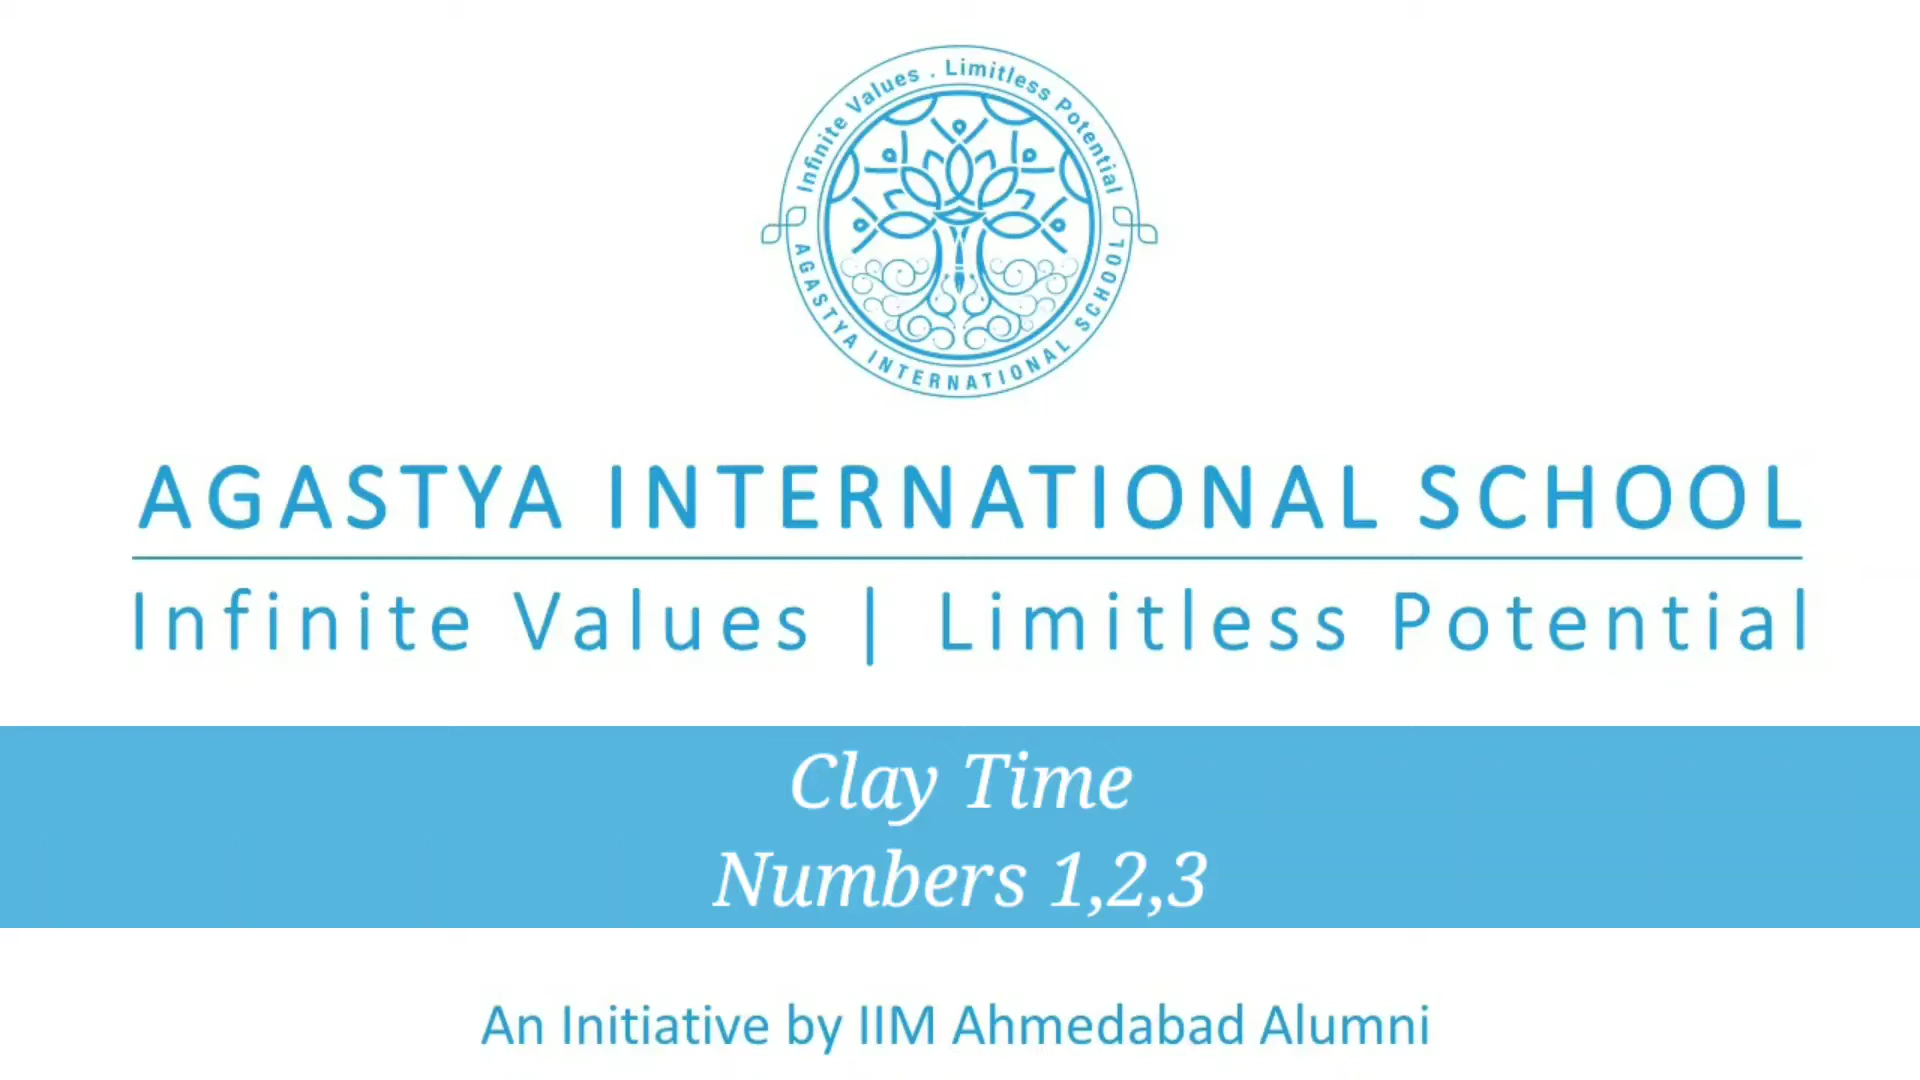 Infinite Values . Limitless Potential
AGASTYA INTERNATIONAL SCHOOL
AGASTYA INTERNATIONAL SCHOOL
Infinite Values | Limitless Potential
Clay Time
Numbers 1,2,3
An Initiative by IIM Ahmedabad Alumni